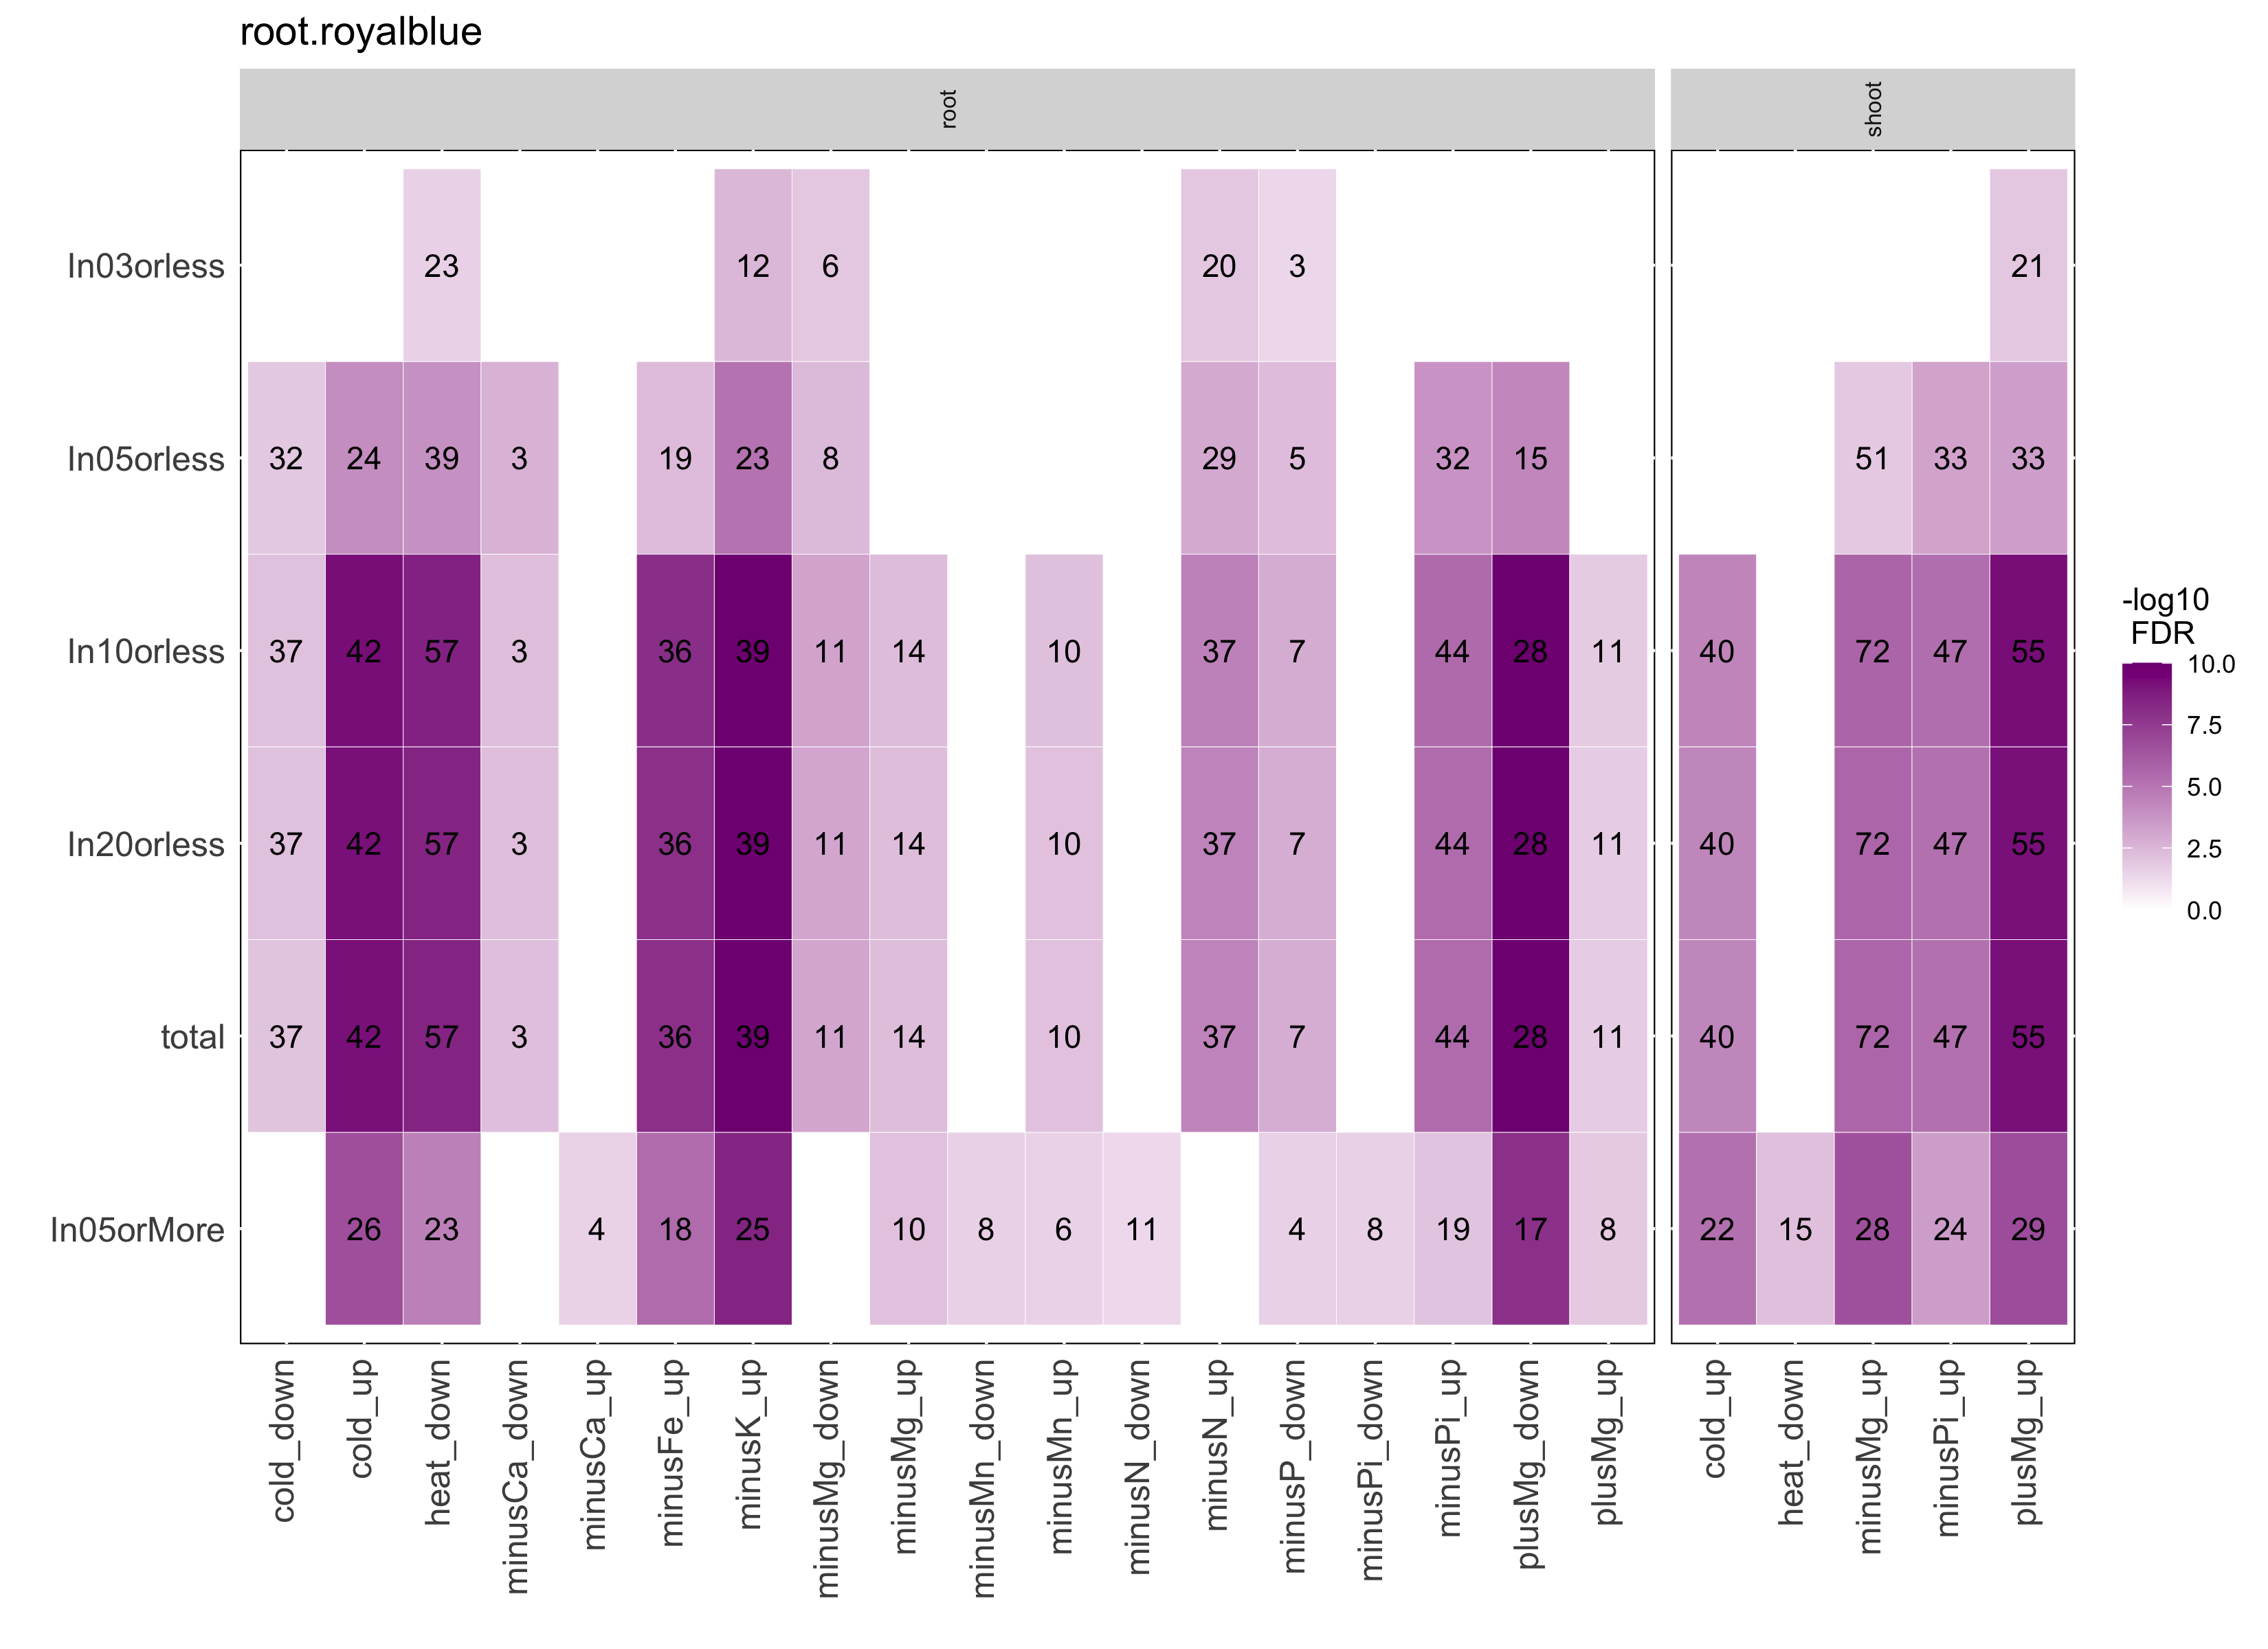 root.royalblue
root
shoot
In03orless
23 12 6 20 3 21
In05orless
32 24 39 3 19 23 8 29 5 32 15 51 33 33
In10orless
37 42 57 3 36 39 11 14 10 37 7 44 28 11 40 72 47 55
In20orless
37 42 57 3 36 39 11 14 10 37 7 44 28 11 40 72 47 55
total
37 42 57 3 36 39 11 14 10 37 7 44 28 11 40 72 47 55
In05orMore
26 23 4 18 25 10 8 6 11 4 8 19 17 8 22 15 28 24 29
cold_down
cold_up
heat_down
minusCa_down
minusCa_up
minusFe_up
minusK_up
minusMg_down
minusMg_up
minusMn_down
minusMn_up
minusN_down
minusN_up
minusP_down
minusPi_down
minusPi_up
plusMg_down
plusMg_up
cold_up
heat_down
minusMg_up
minusPi_up
plusMg_up
-log10
FDR
10.0
7.5
5.0
2.5
0.0